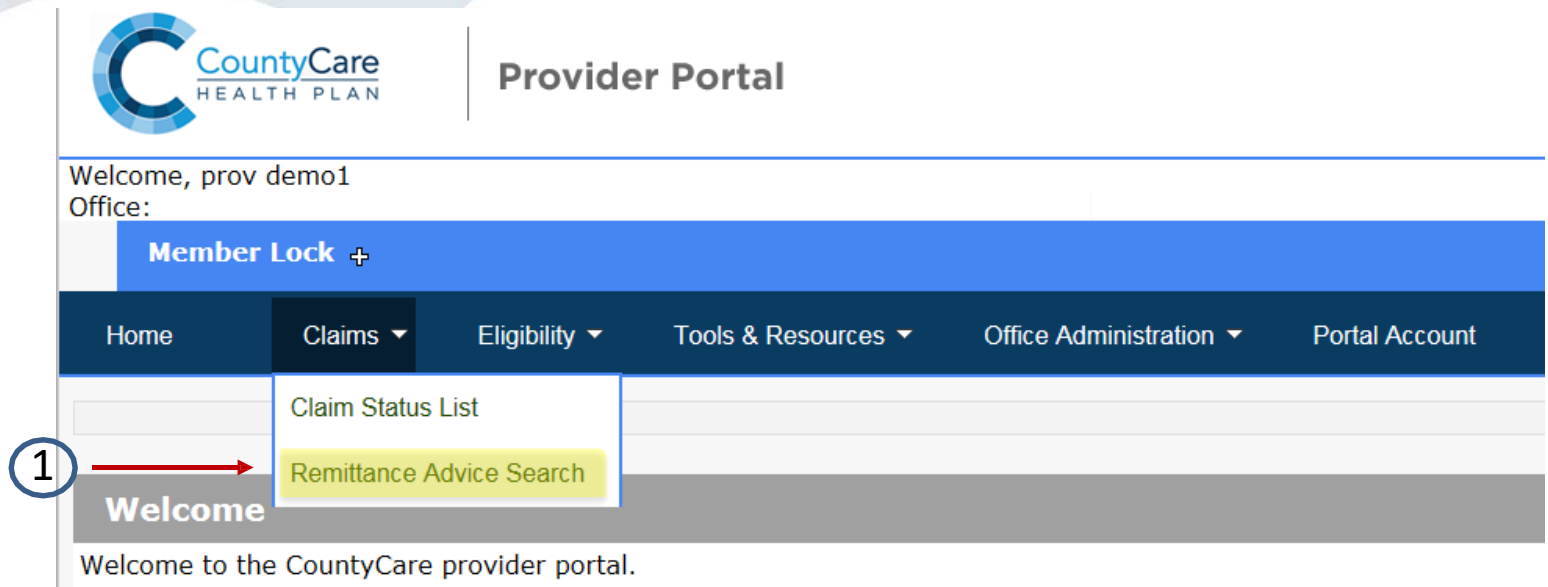 CountyCare
HEALTH PLAN
Provider Portal
Welcome, prov demo1
Office:
Member Lock
Home Claims Eligibility Tools & Resources Office Administration Portal Account
Claim Status List
1
Remittance Advice Search
Welcome
Welcome to the CountyCare provider portal.